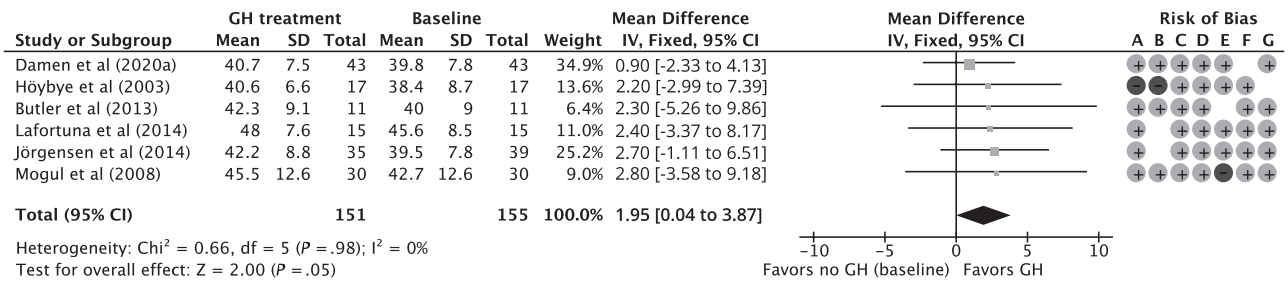 GH treatment Baseline Mean Difference Mean Difference Risk of Bias
Study or Subgroup Mean SD Total Mean SD Total Weight IV, Fixed, 95% CI IV, Fixed, 95% CI A B C D E F G
Damen et al (2020a) 40.7 7.5 43 39.8 7.8 43 34.9% 0.90 [-2.33 to 4.13] + + + + + +
Höybye et al (2003) 40.6 6.6 17 38.4 8.7 17 13.6% 2.20 [-2.99 to 7.39] - - + + + +
Butler et al (2013) 42.3 9.1 11 40 9 11 6.4% 2.30 [-5.26 to 9.86] + + + + + +
Lafortuna et al (2014) 48 7.6 15 45.6 8.5 15 11.0% 2.40 [-3.37 to 8.17] + + + + + +
Jörgensen et al (2014) 42.2 8.8 35 39.5 7.8 39 25.2% 2.70 [-1.11 to 6.51] + + + + + +
Mogul et al (2008) 45.5 12.6 30 42.7 12.6 30 9.0% 2.80 [-3.58 to 9.18] + + + + - + +
Total (95% CI) 151 155 100.0% 1.95 [0.04 to 3.87]
Heterogeneity: Chi² = 0.66, df = 5 (P = .98); I² = 0%
Test for overall effect: Z = 2.00 (P = .05)
−10 −5 0 5 10
Favors no GH (baseline) Favors GH